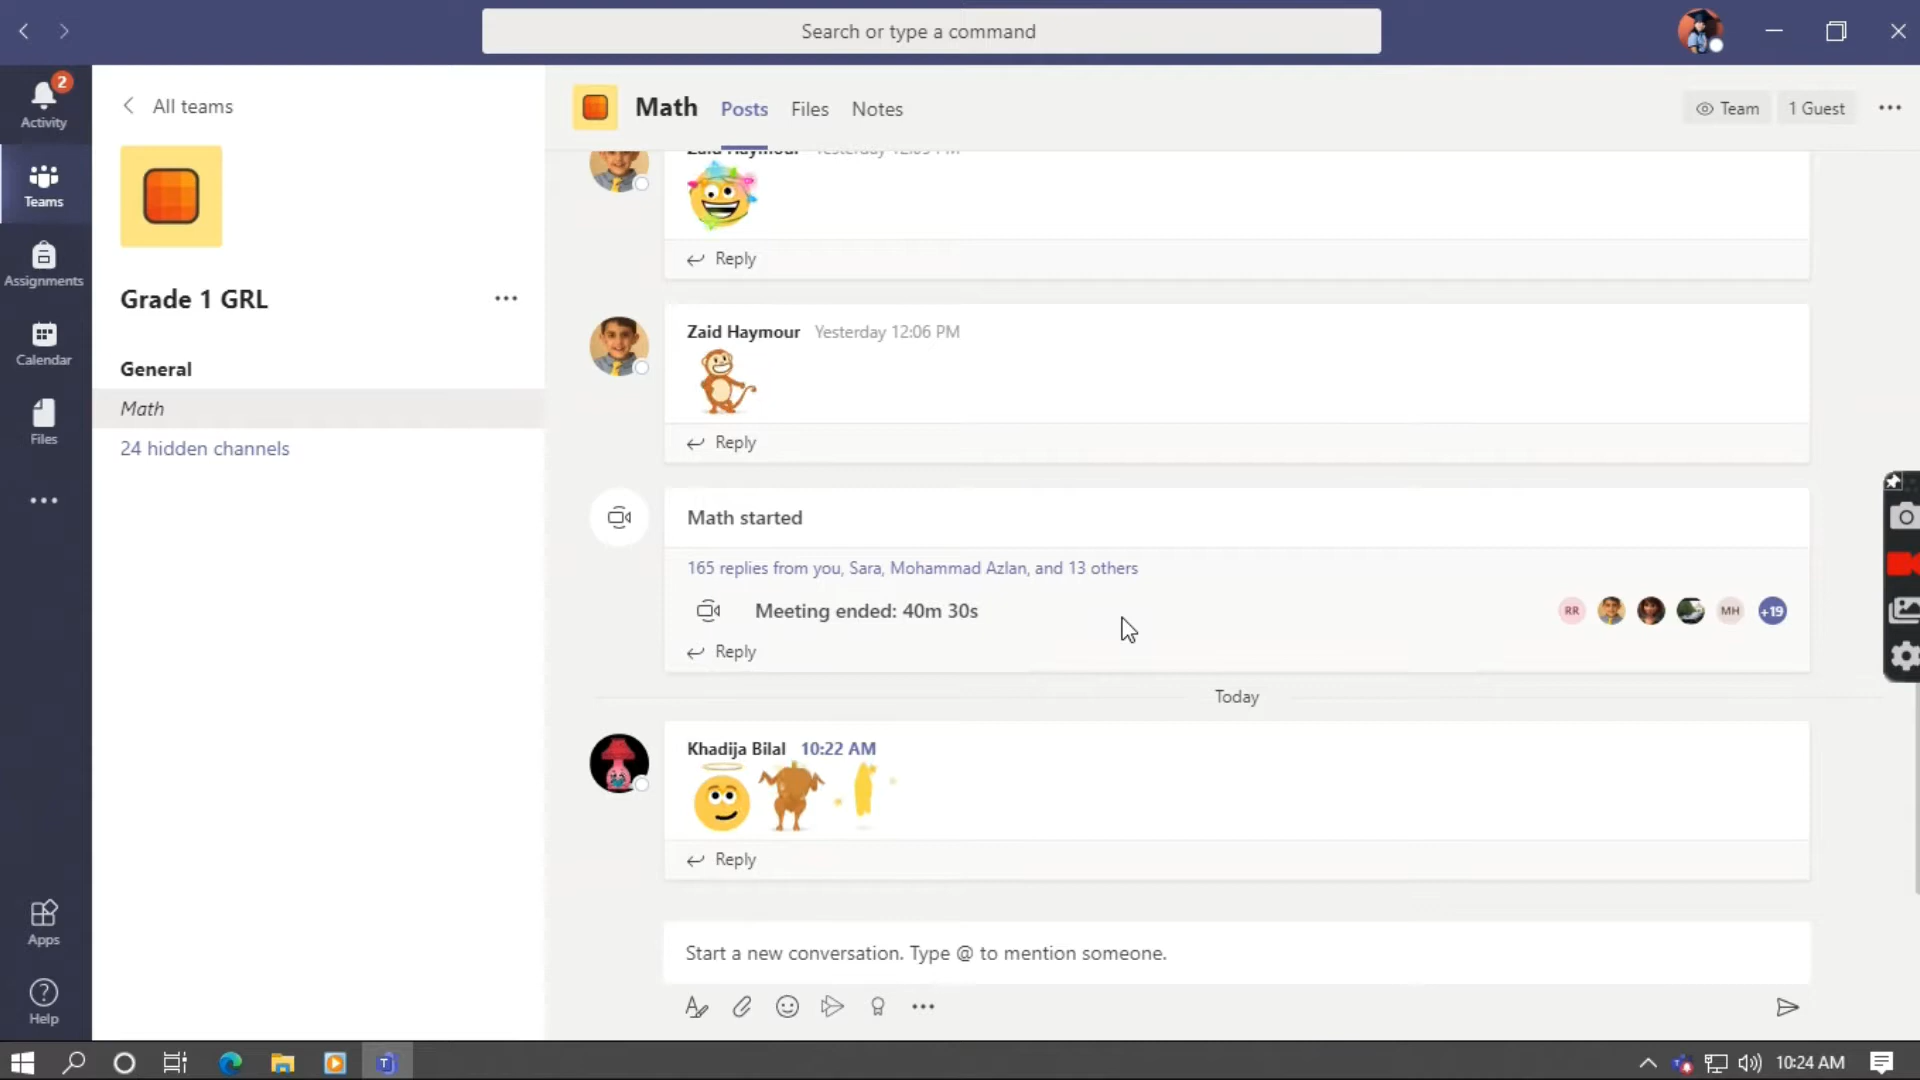 Search or type a command
2
Activity
Teams
Assignments
Calendar
Files
Apps
Help
All teams
Grade 1 GRL
General
Math
24 hidden channels
Math
Posts
Files
Notes
Team
1 Guest
Zaid Haymour Yesterday
Reply
Zaid Haymour Yesterday 12:06 PM
Reply
Math started
165 replies from you, Sara, Mohammad Azlan, and 13 others
Meeting ended: 40m 30s
RR
MH
+19
Reply
Today
Khadija Bilal 10:22 AM
Reply
Start a new conversation. Type @ to mention someone.
10:24 AM